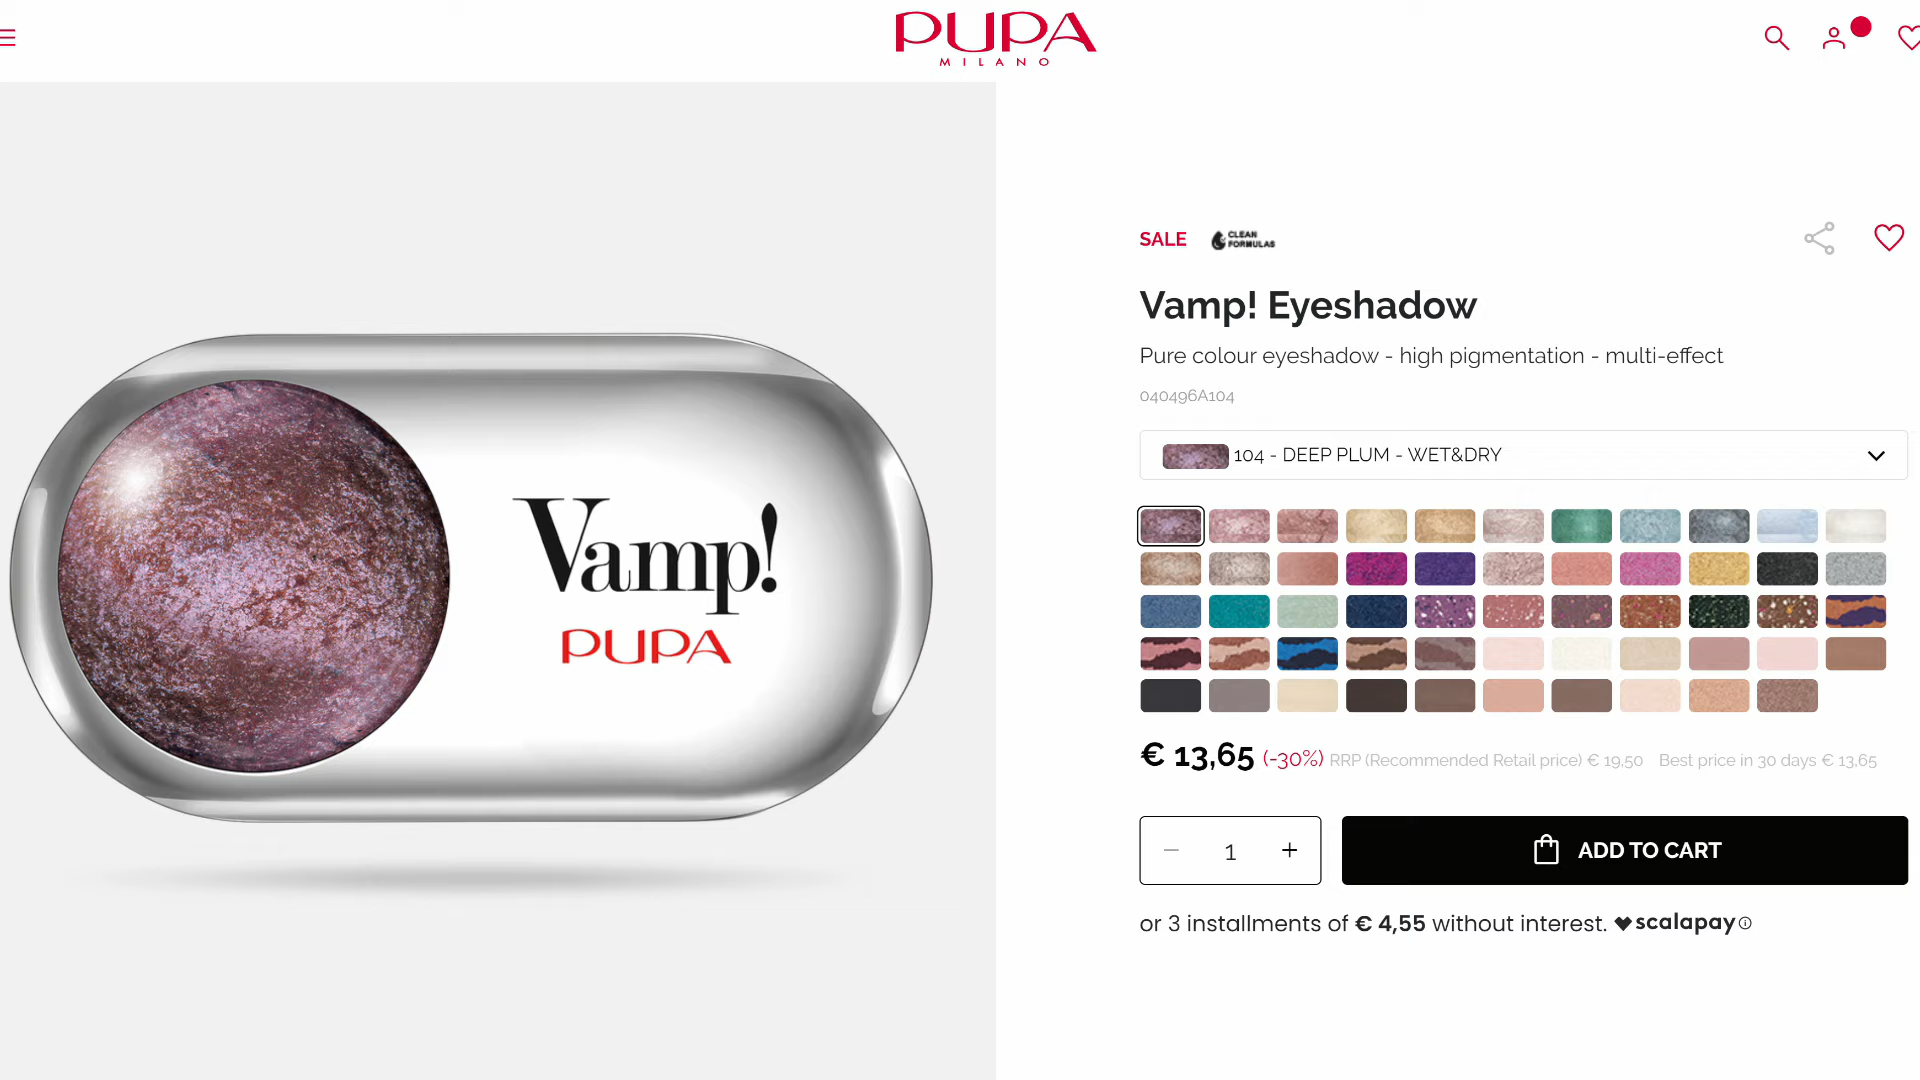 PUPA
MILANO
Vamp!
PUPA
SALE
CLEAN
FORMULAS
Vamp! Eyeshadow
Pure colour eyeshadow - high pigmentation - multi-effect
040496A104
104 - DEEP PLUM - WET&DRY
€ 13,65 (-30%) RRP (Recommended Retail price) € 19,50 Best price in 30 days € 13,65
1
ADD TO CART
or 3 installments of € 4,55 without interest. scalapay